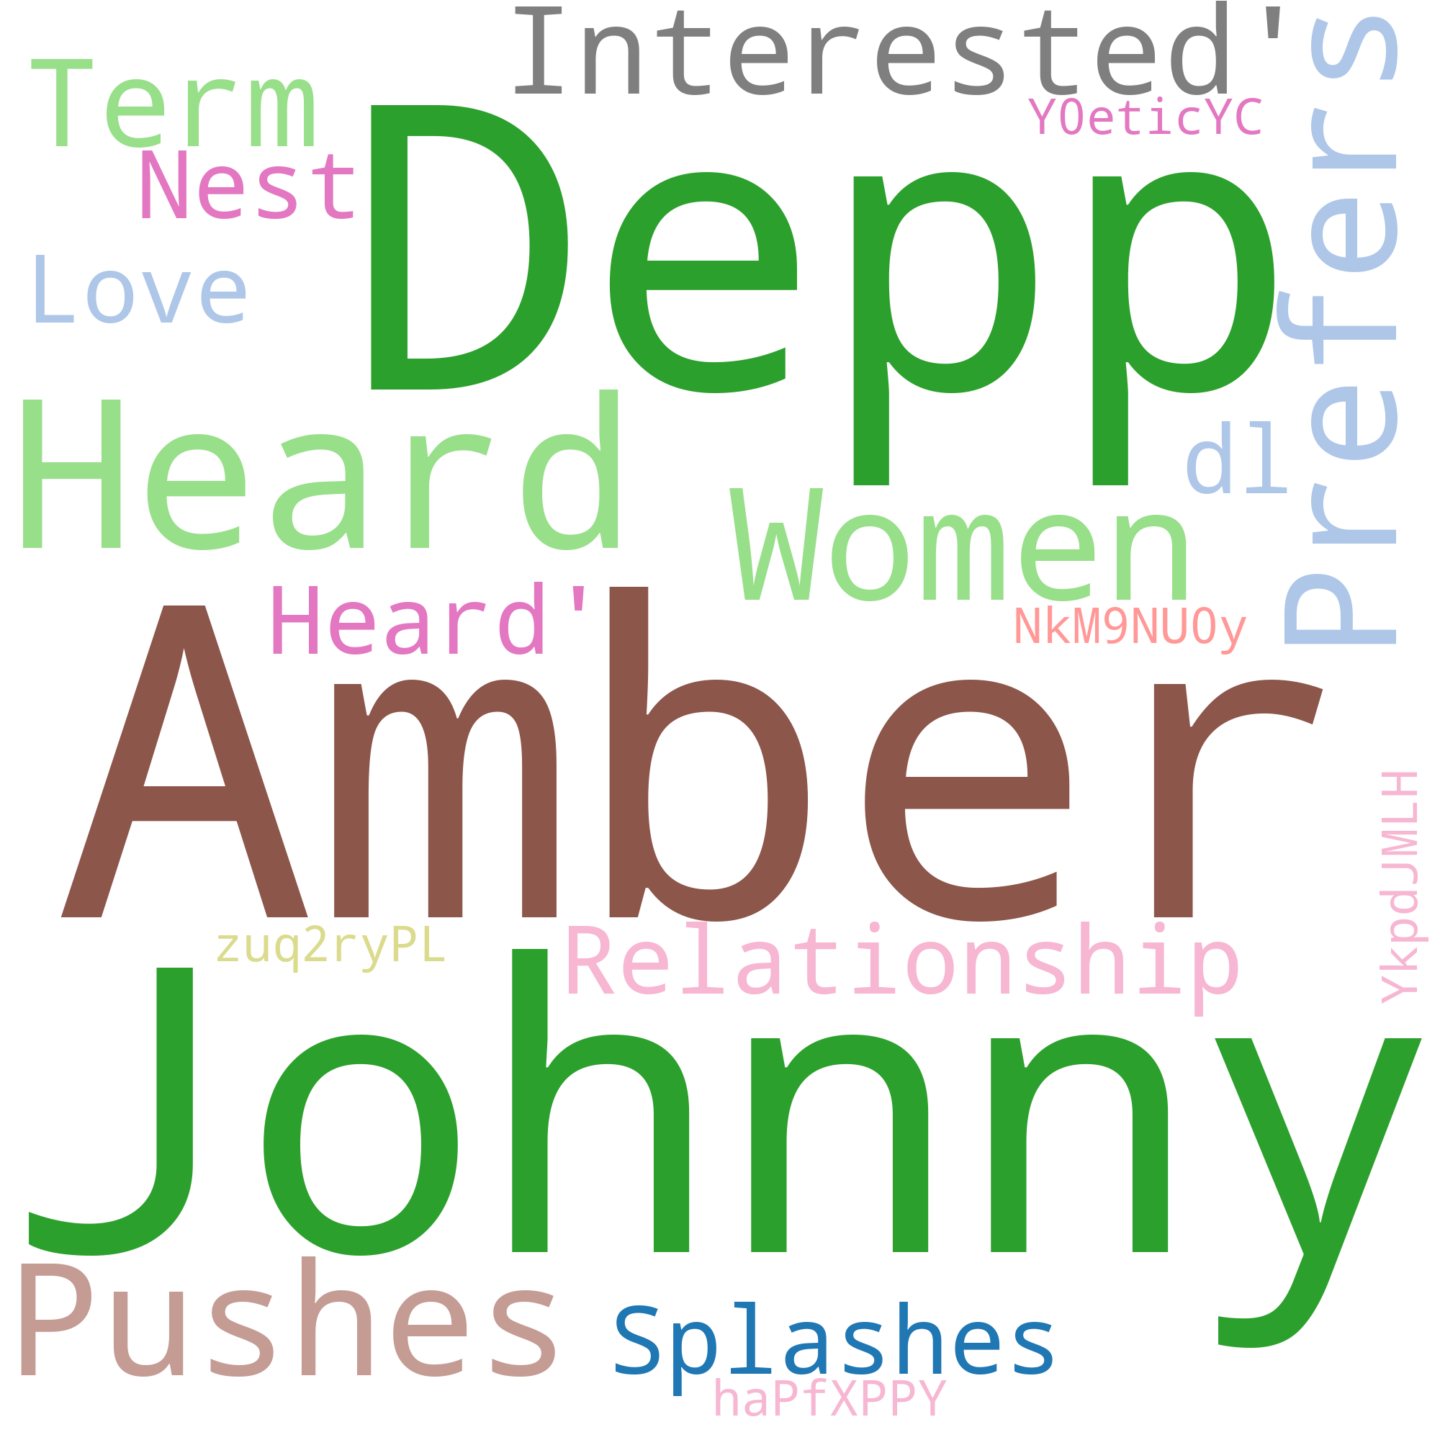 Interested'
Term
Y0eticYC
Prefers
Depp
Nest
Love
Heard
dl
Women
Heard'
NkM9NU0y
Amber
YkpdJMLH
zuq2ryPL
Relationship
Johnny
Pushes
Splashes
haPfXPPY